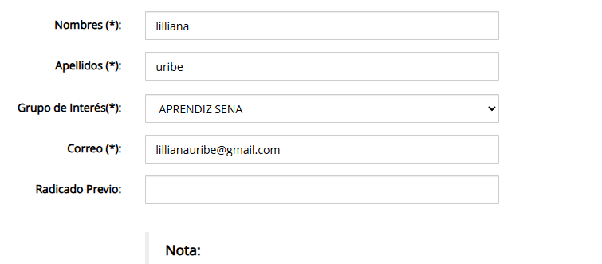 Nombres (*): lilliana
Apellidos (*): uribe
Grupo de Interés(*): APRENDIZ SENA
Correo (*): lillianauribe@gmail.com
Radicado Previo:
Nota: